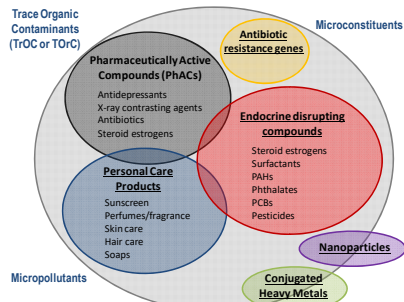 Trace Organic
Contaminants
(TrOC or TOrC)
Microconstituents
Antibiotic
resistance genes
Pharmaceutically Active
Compounds (PhACs)
Antidepressants
X-ray contrasting agents
Antibiotics
Steroid estrogens
Endocrine disrupting
compounds
Steroid estrogens
Surfactants
PAHs
Phthalates
PCBs
Pesticides
Personal Care
Products
Sunscreen
Perfumes/fragrance
Skin care
Hair care
Soaps
Nanoparticles
Micropollutants
Conjugated
Heavy Metals